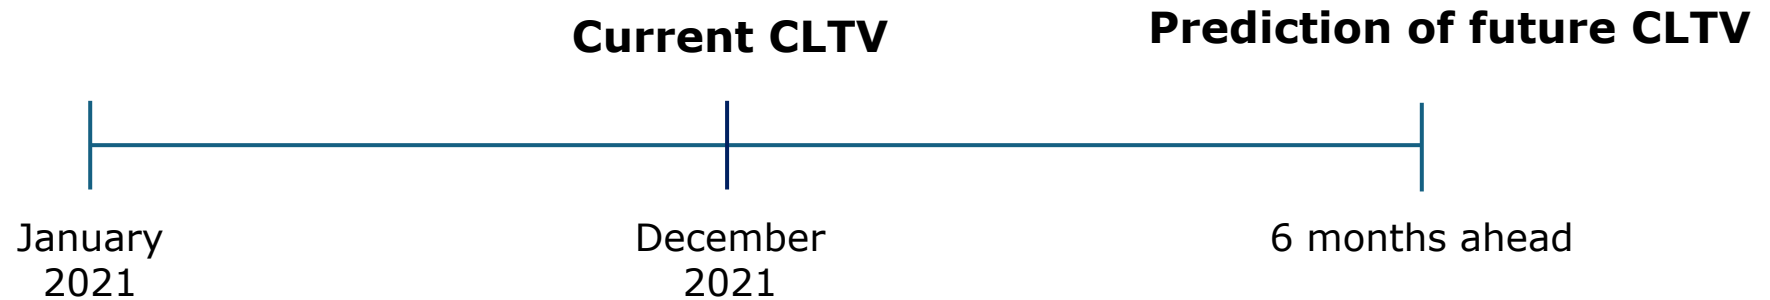 Current CLTV
Prediction of future CLTV
January
2021
December
2021
6 months ahead